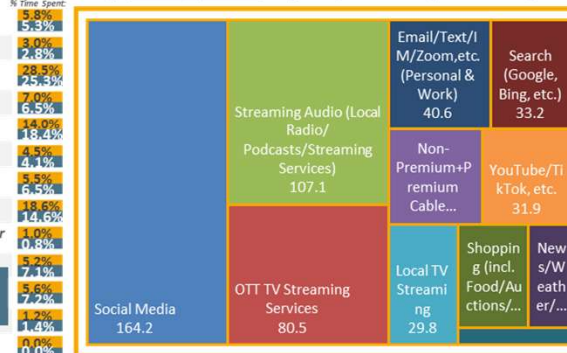 % Time Spent
5.8%
5.3%
3.0%
2.8%
28.5%
25.3%
7.0%
6.5%
14.0%
18.4%
4.5%
4.1%
5.5%
6.5%
18.6%
14.6%
r
1.0%
0.8%
5.2%
7.1%
5.6%
7.2%
1.2%
1.4%
0.0%
0.0%
Social Media
164.2
Streaming Audio (Local
Radio/
Podcasts/Streaming
Services)
107.1
OTT TV Streaming
Services
80.5
Email/Text/I
M/Zoom,etc.
(Personal &
Work)
40.6
Search
(Google,
Bing, etc.)
33.2
Non-
Premium+P
remium
Cable...
YouTube/Ti
kTok, etc.
31.9
Local TV
Streami
ng
29.8
Shoppin
g (incl.
Food/Au
ctions/...
New
s/W
eath
er/...